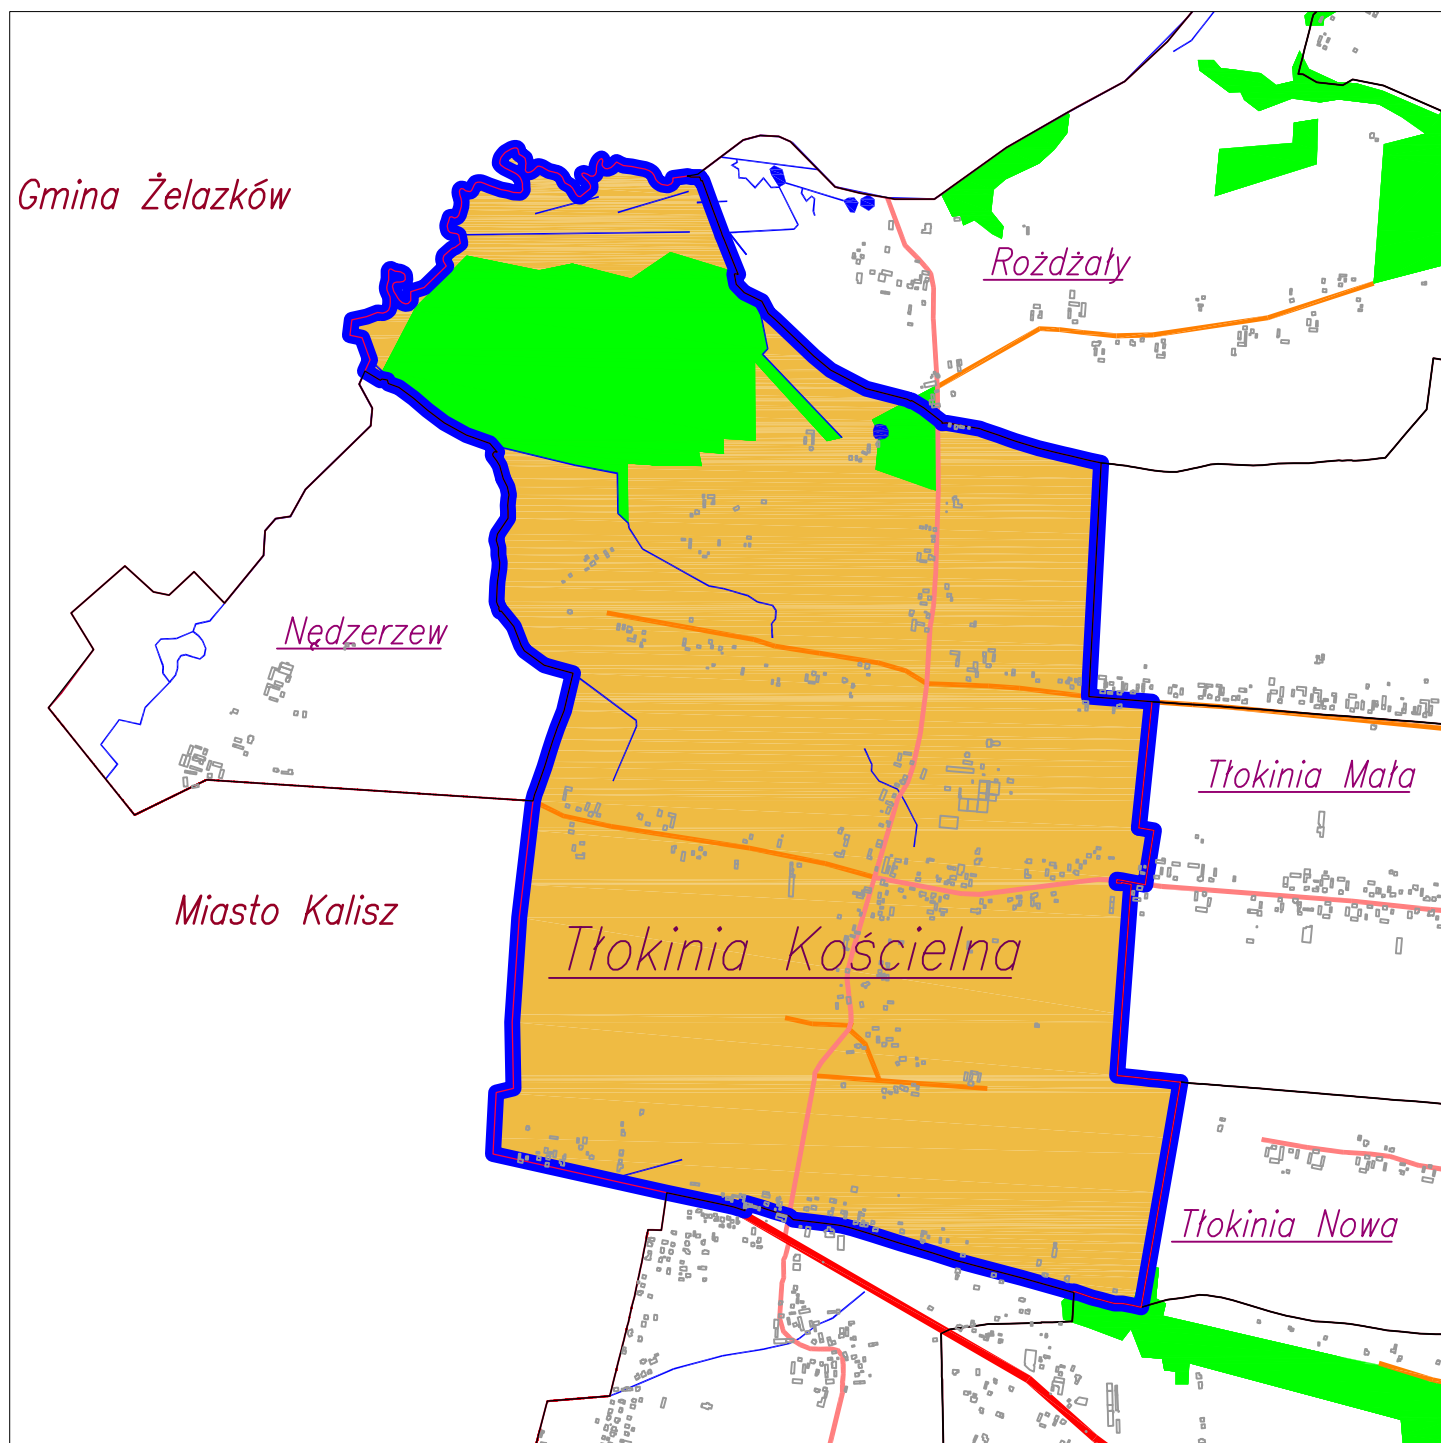 Gmina Żelazków
Rożdżały
Nędzerzew
Tłokinia Mała
Miasto Kalisz
Tłokinia Kościelna
Tłokinia Nowa